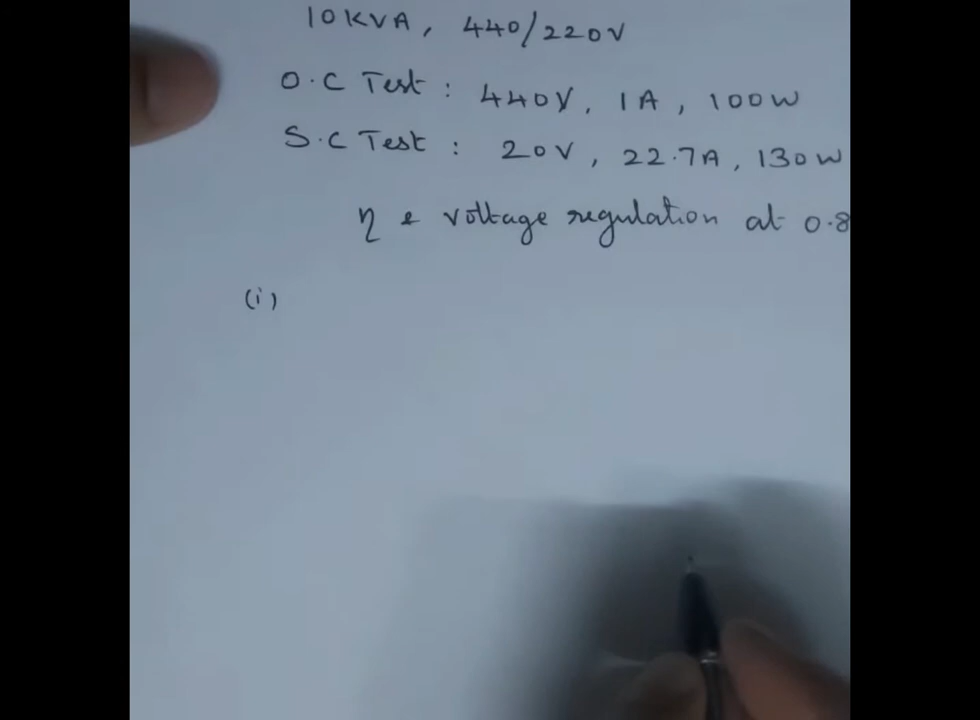 10KVA, 440/220V
O.C Test : 440V, 1A, 100W
S.C Test : 20V, 22.7A, 130W
η & voltage regulation at 0.8
(i)